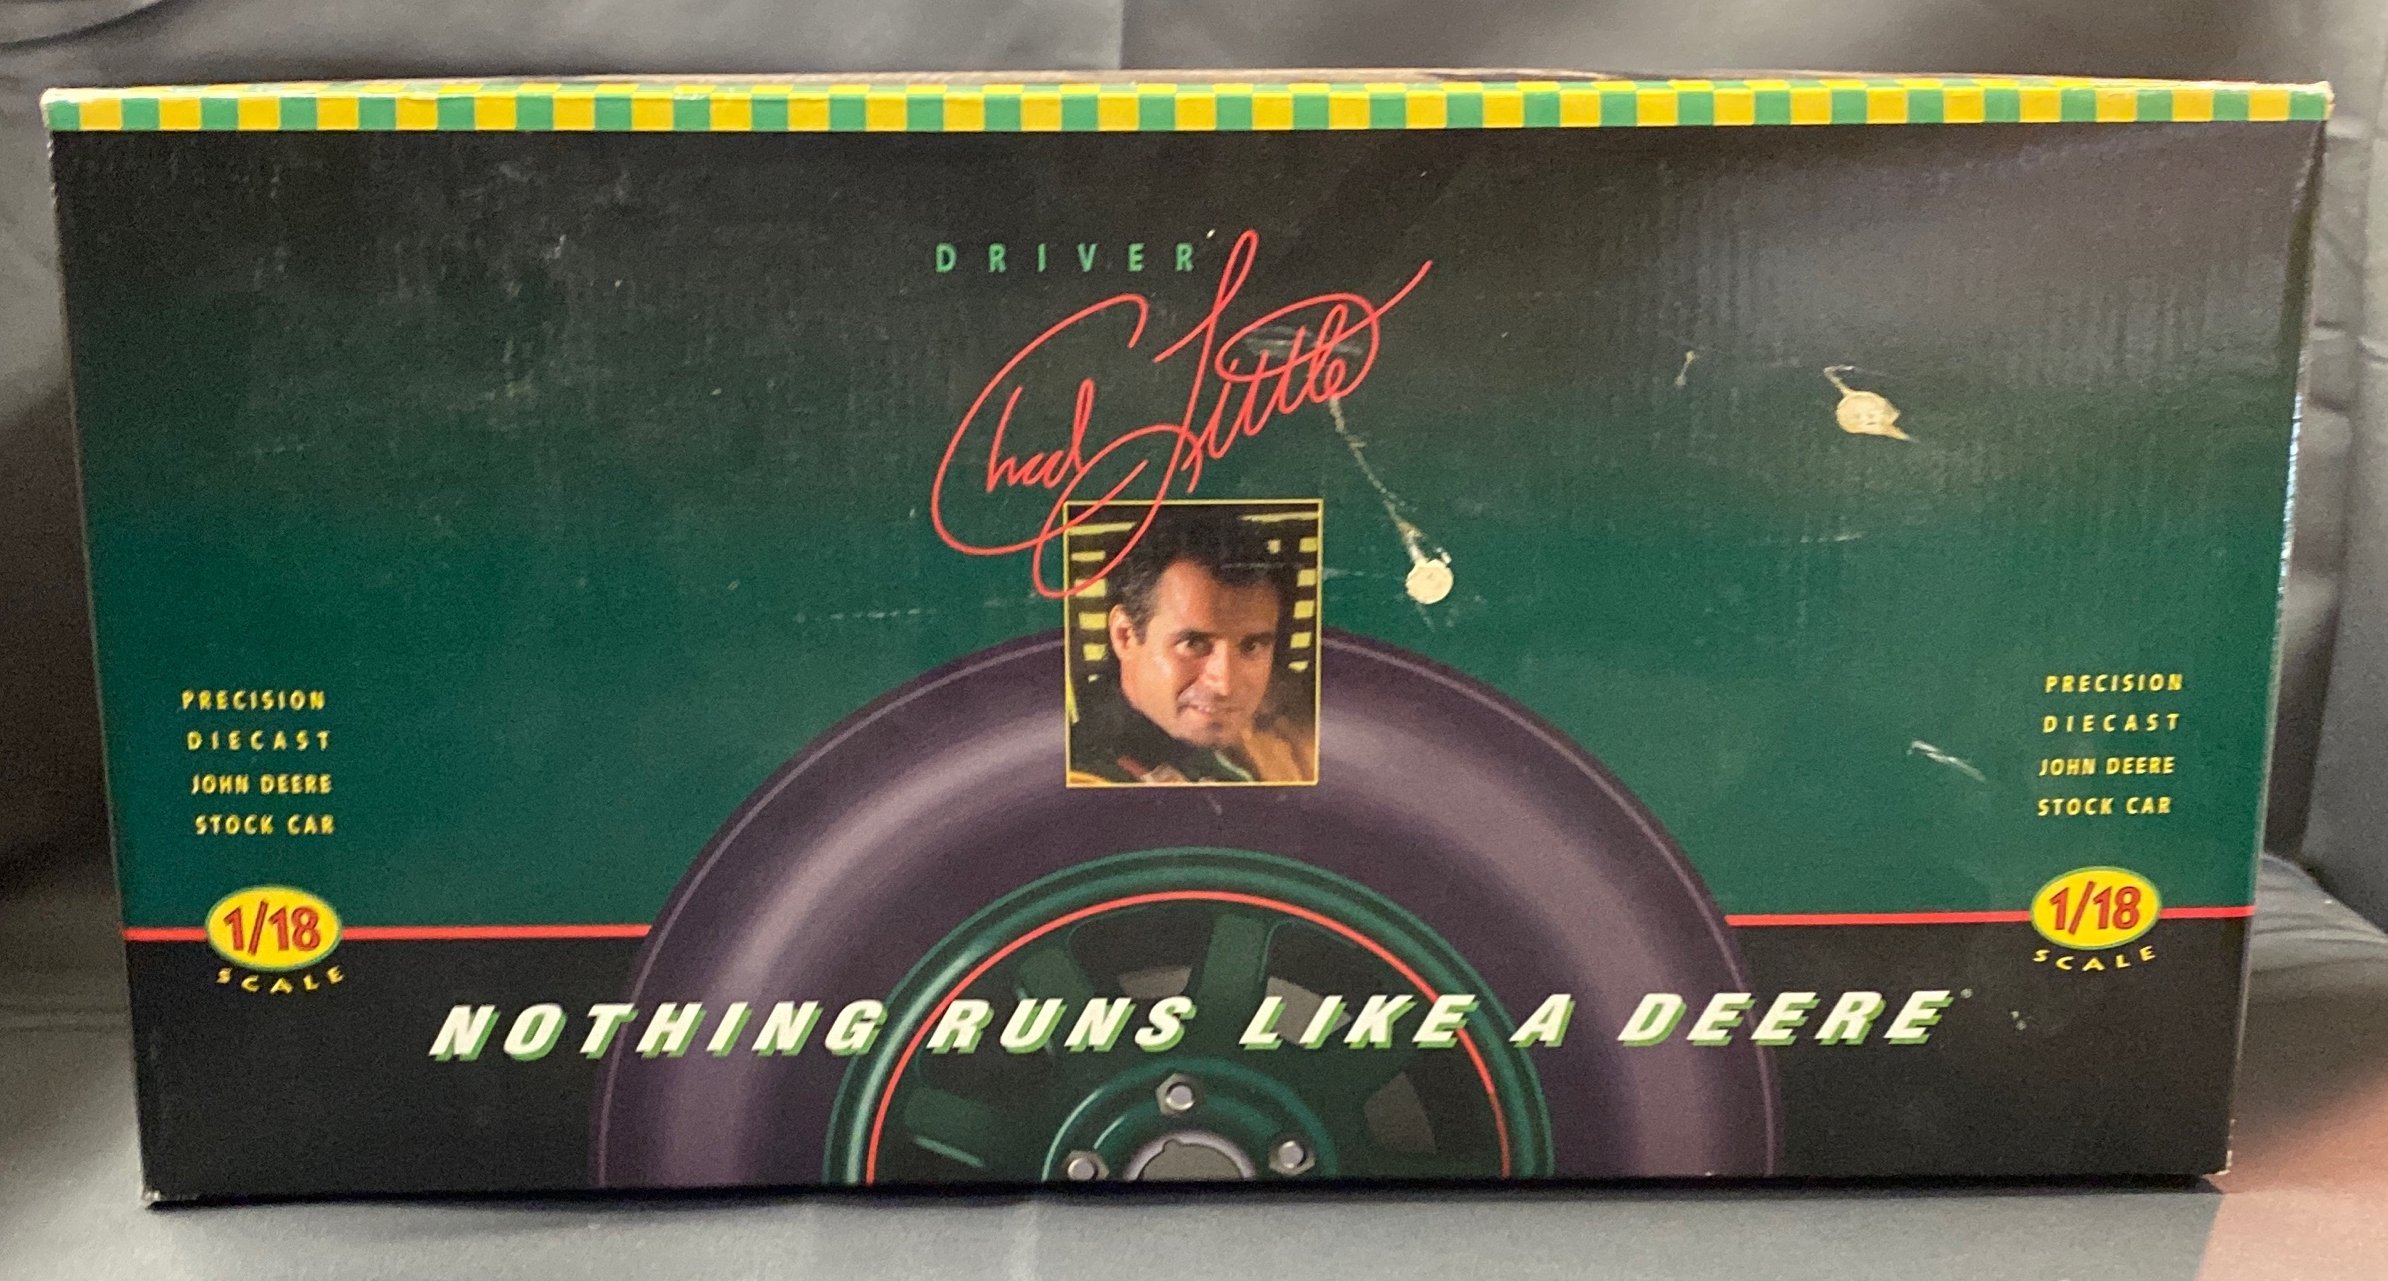 DRIVER
Chad Little
PRECISION
DIECAST
JOHN DEERE
STOCK CAR
1/18
SCALE
PRECISION
DIECAST
JOHN DEERE
STOCK CAR
1/18
SCALE
NOTHING RUNS LIKE A DEERE®